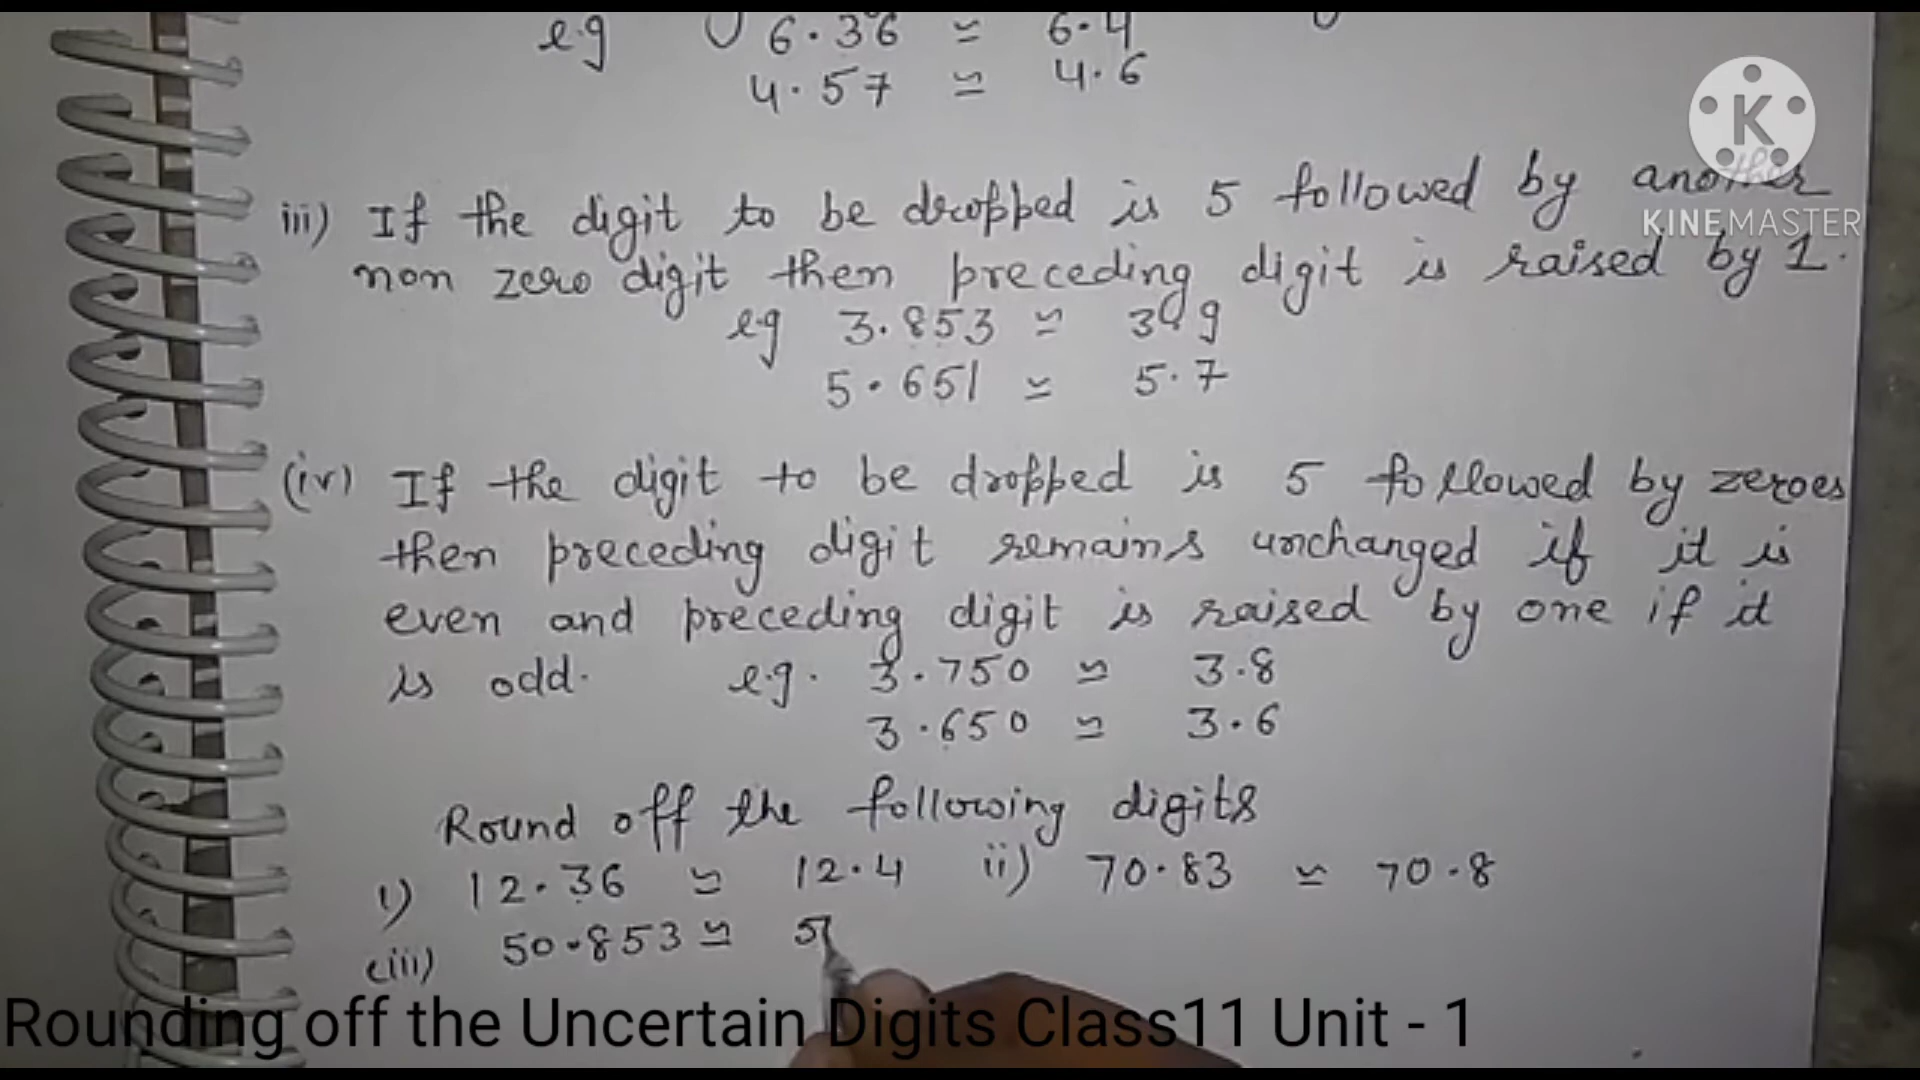 e.g 6.36 ≃ 6.4
4.57 ≃ 4.6
K
KINEMASTER
iii) If the digit to be dropped is 5 followed by another
non zero digit then preceding digit is raised by 1.
e.g 3.853 ≃ 3.9
5.651 ≃ 5.7
(iv) If the digit to be dropped is 5 followed by zeroes
then preceding digit remains unchanged if it is
even and preceding digit is raised by one if it
is odd. e.g. 3.750 ≃ 3.8
3.650 ≃ 3.6
Round off the following digits
i) 12.36 ≃ 12.4 ii) 70.83 ≃ 70.8
(iii) 50.853 ≃ 5
Rounding off the Uncertain Digits Class11 Unit - 1